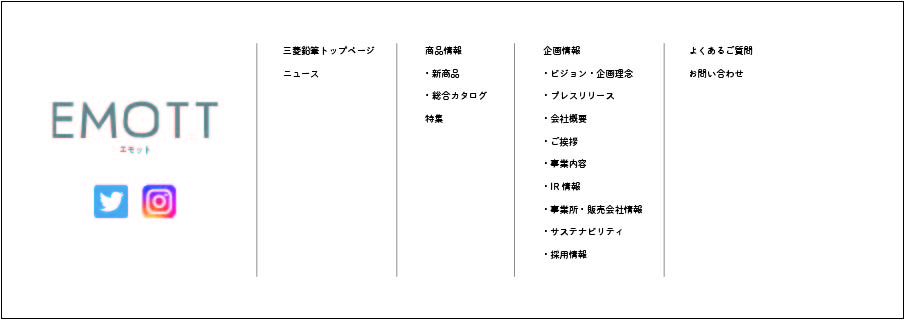 EMOTT
エモット
三菱鉛筆トップページ
ニュース
商品情報
・新商品
・総合カタログ
特集
企画情報
・ビジョン・企画理念
・プレスリリース
・会社概要
・ご挨拶
・事業内容
・IR 情報
・事業所・販売会社情報
・サステナビリティ
・採用情報
よくあるご質問
お問い合わせ